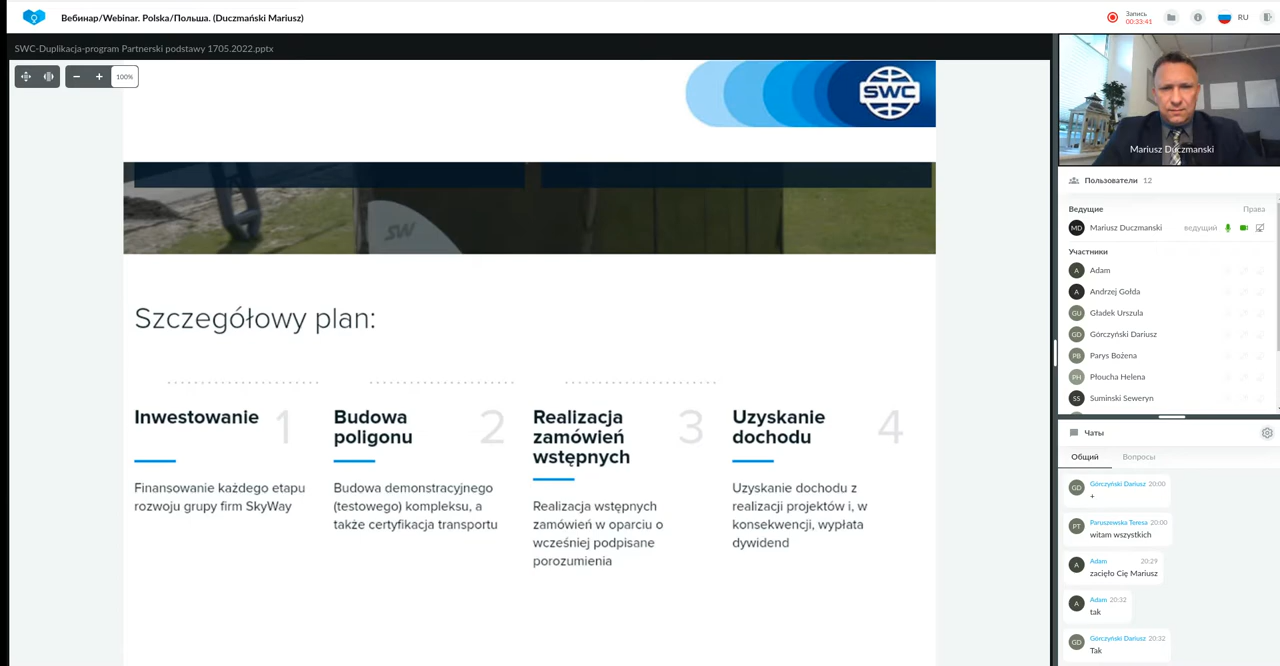 Вебинар/Webinar. Polska/Польша. (Duczmański Mariusz)
Запись
00:33:41
RU
SWC-Duplikacja-program Partnerski podstawy 1705.2022.pptx
100%
SWC
SW
Szczegółowy plan:
Inwestowanie 1
Finansowanie każdego etapu
rozwoju grupy firm SkyWay
Budowa
poligonu 2
Budowa demonstracyjnego
(testowego) kompleksu, a
także certyfikacja transportu
Realizacja
zamówień
wstępnych 3
Realizacja wstępnych
zamówień w oparciu o
wcześniej podpisane
porozumienia
Uzyskanie
dochodu 4
Uzyskanie dochodu z
realizacji projektów i, w
konsekwencji, wypłata
dywidend
Mariusz Duczmanski
Пользователи 12
Ведущие Права
MD Mariusz Duczmanski ведущий
Участники
A Adam
A Andrzej Gołda
GU Gładek Urszula
GD Górczyński Dariusz
PB Parys Bożena
PH Płoucha Helena
SS Suminski Seweryn
Чаты
Общий Вопросы
GD Górczyński Dariusz 20:00
+
PT Paruszewska Teresa 20:00
witam wszystkich
A Adam 20:29
zacięło Cię Mariusz
A Adam 20:32
tak
GD Górczyński Dariusz 20:32
Tak